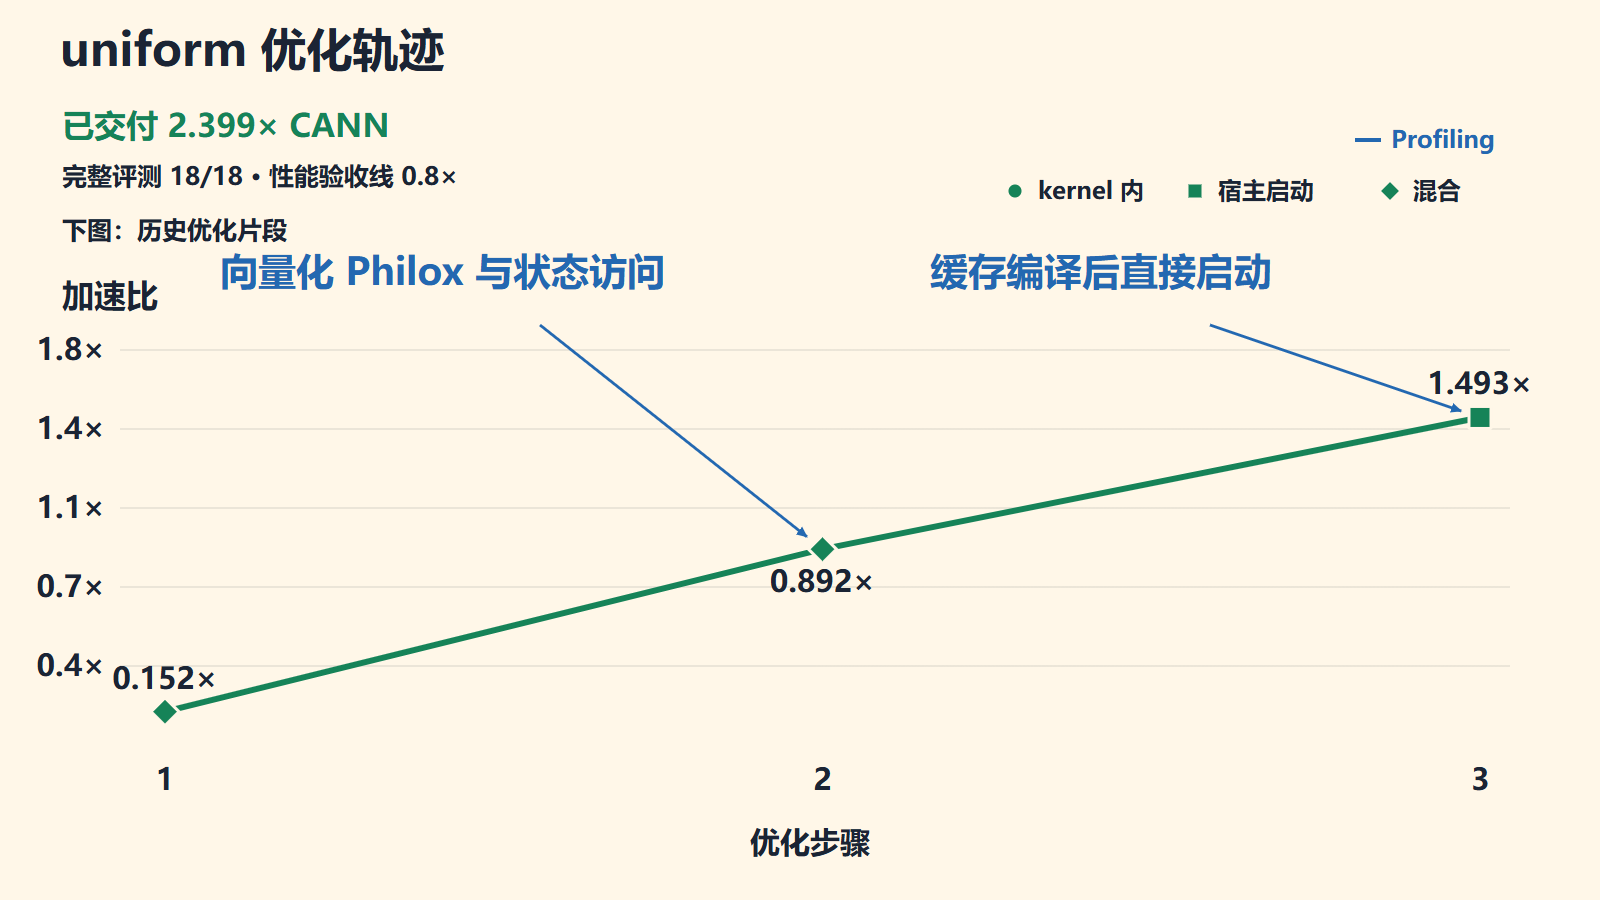 uniform 优化轨迹
已交付 2.399× CANN
完整评测 18/18·性能验收线 0.8×
下图：历史优化片段
Profiling
kernel 内 宿主启动 混合
向量化 Philox 与状态访问
缓存编译后直接启动
加速比
1.8×
1.493×
1.4×
1.1×
0.892×
0.7×
0.4×
0.152×
1 2 3
优化步骤